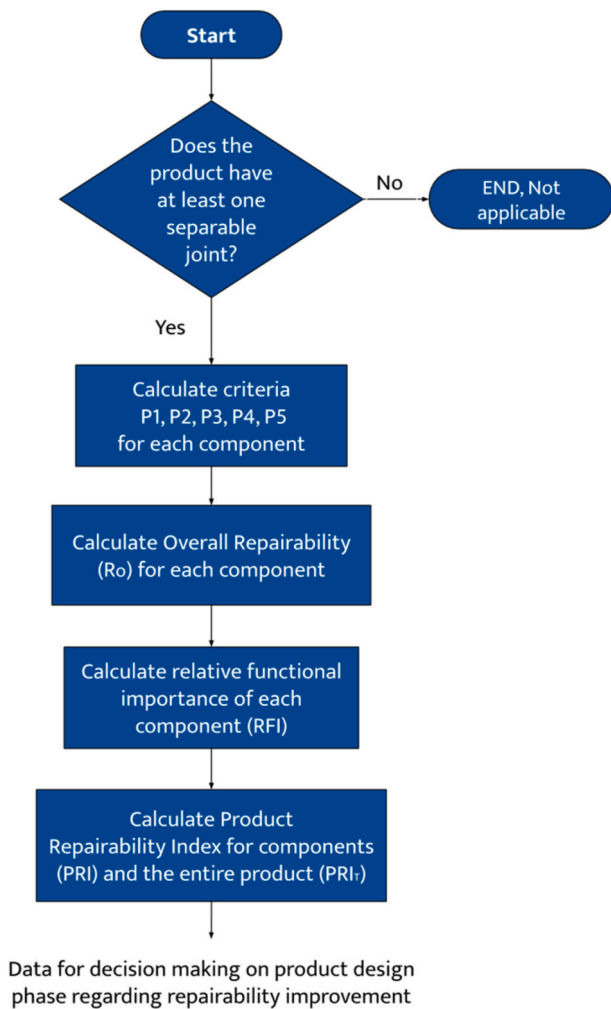 Start
Does the
product have
at least one
separable
joint?
No
END, Not
applicable
Yes
Calculate criteria
P1, P2, P3, P4, P5
for each component
Calculate Overall Repairability
(Ro) for each component
Calculate relative functional
importance of each
component (RFI)
Calculate Product
Repairability Index for components
(PRI) and the entire product (PRIT)
Data for decision making on product design
phase regarding repairability improvement